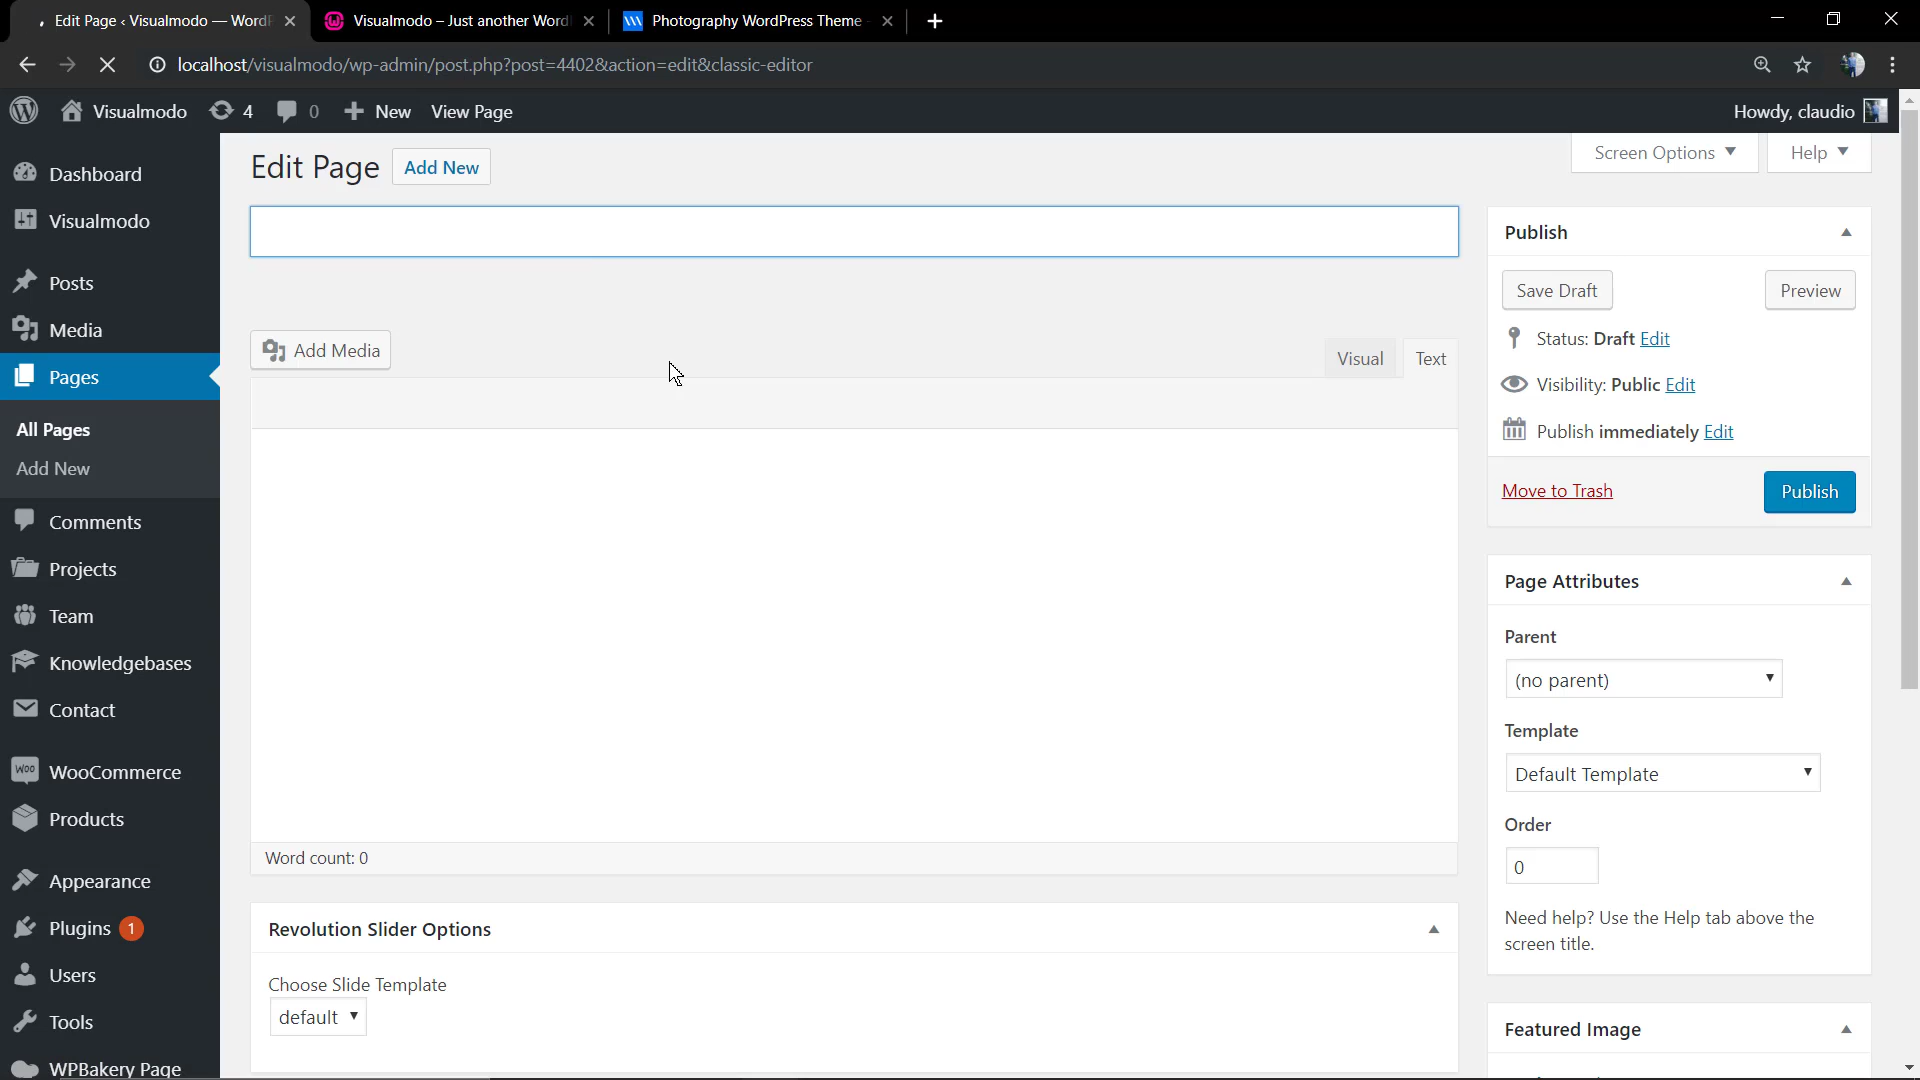 Edit Page ‹ Visualmodo — WordP
Visualmodo – Just another Word
Photography WordPress Theme
localhost/visualmodo/wp-admin/post.php?post=4402&action=edit&classic-editor
Visualmodo
4
0
New
View Page
Howdy, claudio
Dashboard
Visualmodo
Posts
Media
Pages
All Pages
Add New
Comments
Projects
Team
Knowledgebases
Contact
Woo
WooCommerce
Products
Appearance
Plugins 1
Users
Tools
WPBakery Page
Edit Page
Add New
Screen Options
Help
Add Media
Visual
Text
Word count: 0
Revolution Slider Options
Choose Slide Template
default
Publish
Save Draft
Preview
Status: Draft Edit
Visibility: Public Edit
Publish immediately Edit
Move to Trash
Publish
Page Attributes
Parent
(no parent)
Template
Default Template
Order
0
Need help? Use the Help tab above the
screen title.
Featured Image